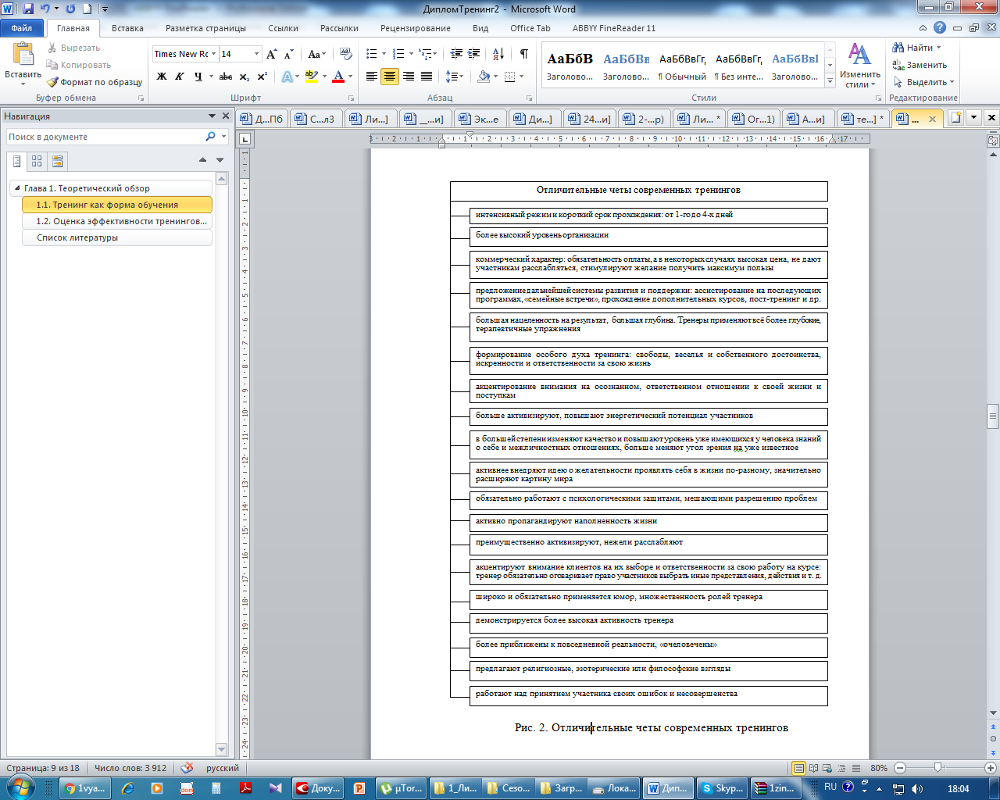 ДипломТренинг2 - Microsoft Word
Файл Главная Вставка Разметка страницы Ссылки Рассылки Рецензирование Вид Office Tab ABBYY FineReader 11
Вставить
Вырезать
Копировать
Формат по образцу
Буфер обмена
Times New Ro 14
Ж К Ч abc x₂ x²
Шрифт
Абзац
АаБбВ АаБбВв АаБбВвГг, АаБбВвГг, АаБбВвІ
Заголово... Заголово... ¶ Обычный ¶ Без инте... Заголово...
Стили
Изменить стили
Найти
Заменить
Выделить
Редактирование
Навигация
Поиск в документе
Глава 1. Теоретический обзор
1.1. Тренинг как форма обучения
1.2. Оценка эффективности тренингов...
Список литературы
Д...Пб С...л3 Ли...] __...и] Эк...е Ди...] 24...и] 2-...р) Ли... * Ог...1) А...и] те...] * ...
Отличительные четы современных тренингов
интенсивный режим и короткий срок прохождения: от 1-го до 4-х дней
более высокий уровень организации
коммерческий характер: обязательность оплаты, а в некоторых случаях высокая цена, не дают
участникам расслабляться, стимулируют желание получить максимум пользы
предложение дальнейшей системы развития и поддержки: ассистирование на последующих
программах, «семейные встречи», прохождение дополнительных курсов, пост-тренинг и др.
большая нацеленность на результат, большая глубина. Тренеры применяют всё более глубокие,
терапевтичные упражнения
формирование особого духа тренинга: свободы, веселья и собственного достоинства,
искренности и ответственности за свою жизнь
акцентирование внимания на осознанном, ответственном отношении к своей жизни и
поступкам
больше активизируют, повышают энергетический потенциал участников
в большей степени изменяют качество и повышают уровень уже имеющихся у человека знаний
о себе и межличностных отношениях, больше меняют угол зрения на уже известное
активнее внедряют идею о желательности проявлять себя в жизни по-разному, значительно
расширяют картину мира
обязательно работают с психологическими защитами, мешающими разрешению проблем
активно пропагандируют наполненность жизни
преимущественно активизируют, нежели расслабляют
акцентируют внимание клиентов на их выборе и ответственности за свою работу на курсе:
тренер обязательно оговаривает право участников выбрать иные представления, действия и т. д.
широко и обязательно применяется юмор, множественность ролей тренера
демонстрируется более высокая активность тренера
более приближены к повседневной реальности, «очеловечены»
предлагают религиозные, эзотерические или философские взгляды
работают над принятием участника своих ошибок и несовершенства
Рис. 2. Отличительные четы современных тренингов
Страница: 9 из 18 Число слов: 3 912 русский 80%
1vya... dom Доку... µTor... 1_Ли... Сезо... Загр... Лока... Дип... Skyp... 1zin... RU 18:04